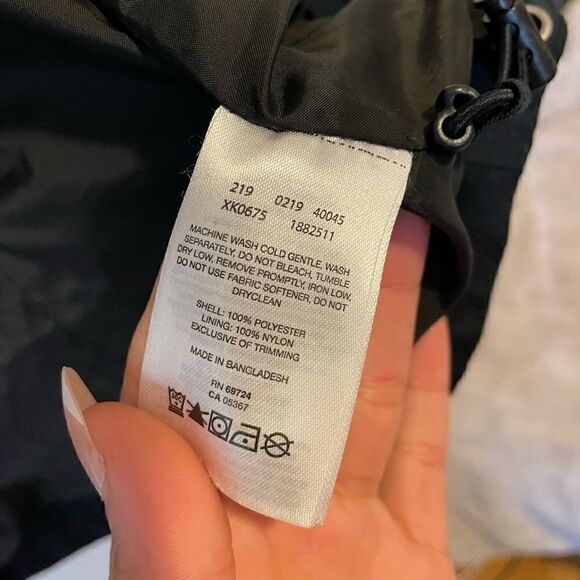 219 0219 40045
XK0675 1882511
MACHINE WASH COLD GENTLE, WASH
SEPARATELY, DO NOT BLEACH, TUMBLE
DRY LOW, REMOVE PROMPTLY, IRON LOW,
DO NOT USE FABRIC SOFTENER, DO NOT
DRYCLEAN
SHELL: 100% POLYESTER
LINING: 100% NYLON
EXCLUSIVE OF TRIMMING
MADE IN BANGLADESH
RN 69724
CA 05367